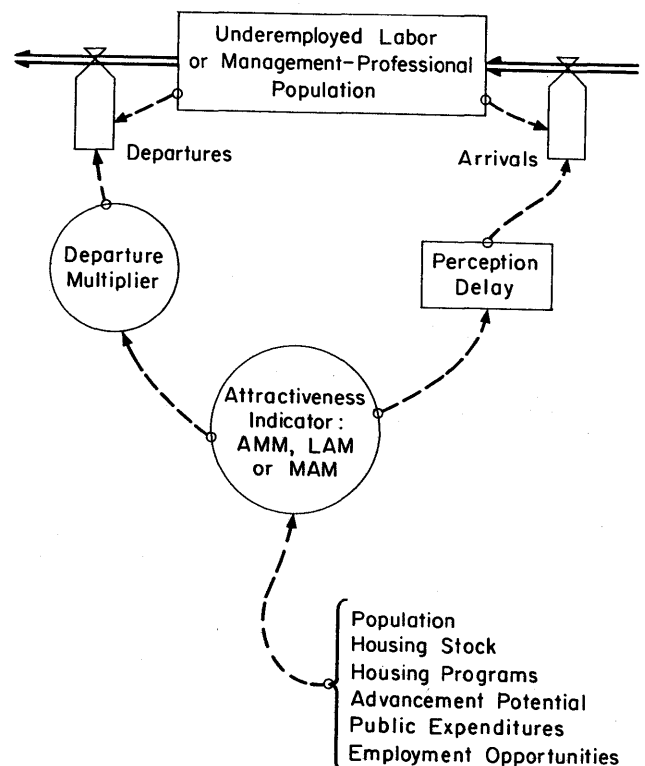 Underemployed Labor
or Management-Professional
Population
Departures
Arrivals
Departure
Multiplier
Perception
Delay
Attractiveness
Indicator:
AMM, LAM
or MAM
Population
Housing Stock
Housing Programs
Advancement Potential
Public Expenditures
Employment Opportunities